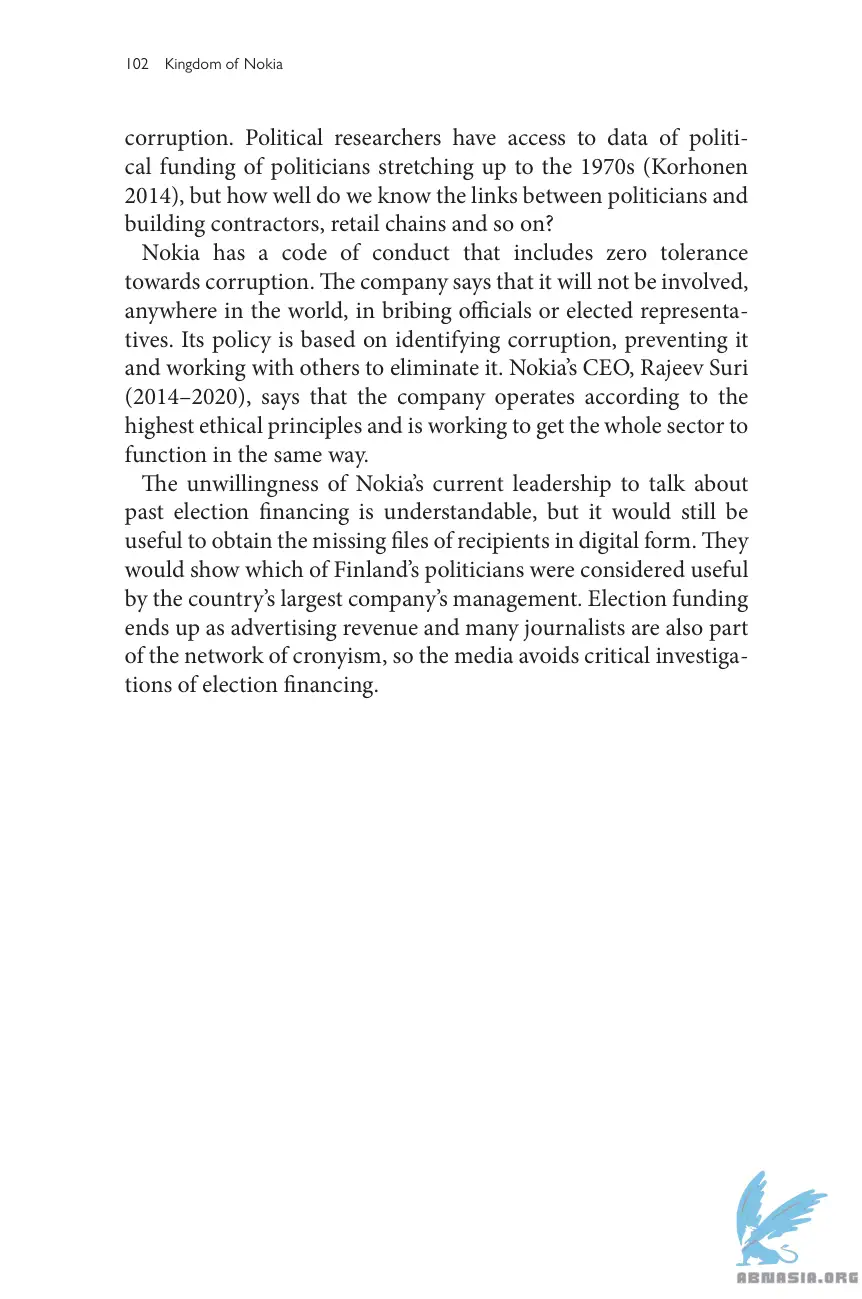 102 Kingdom of Nokia
corruption. Political researchers have access to data of politi-
cal funding of politicians stretching up to the 1970s (Korhonen
2014), but how well do we know the links between politicians and
building contractors, retail chains and so on?
Nokia has a code of conduct that includes zero tolerance
towards corruption. The company says that it will not be involved,
anywhere in the world, in bribing officials or elected representa-
tives. Its policy is based on identifying corruption, preventing it
and working with others to eliminate it. Nokia’s CEO, Rajeev Suri
(2014–2020), says that the company operates according to the
highest ethical principles and is working to get the whole sector to
function in the same way.
The unwillingness of Nokia’s current leadership to talk about
past election financing is understandable, but it would still be
useful to obtain the missing files of recipients in digital form. They
would show which of Finland’s politicians were considered useful
by the country’s largest company’s management. Election funding
ends up as advertising revenue and many journalists are also part
of the network of cronyism, so the media avoids critical investiga-
tions of election financing.
ABNASIA.ORG